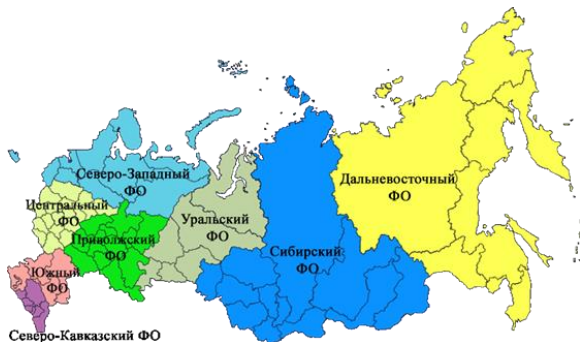 Северо-Западный
ФО
Дальневосточный
ФО
Центральный
ФО
Уральский
ФО
Приволжский
ФО
Сибирский
ФО
Южный
ФО
Северо-Кавказский ФО